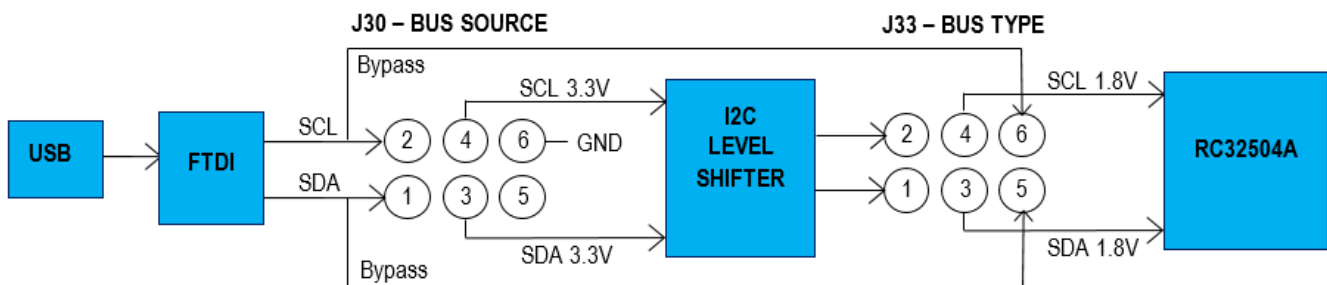 J30 – BUS SOURCE
J33 – BUS TYPE
Bypass
SCL 3.3V
SCL 1.8V
USB
FTDI
SCL
2
4
6
GND
SDA
1
3
5
I2C
LEVEL
SHIFTER
2
4
6
1
3
5
RC32504A
Bypass
SDA 3.3V
SDA 1.8V